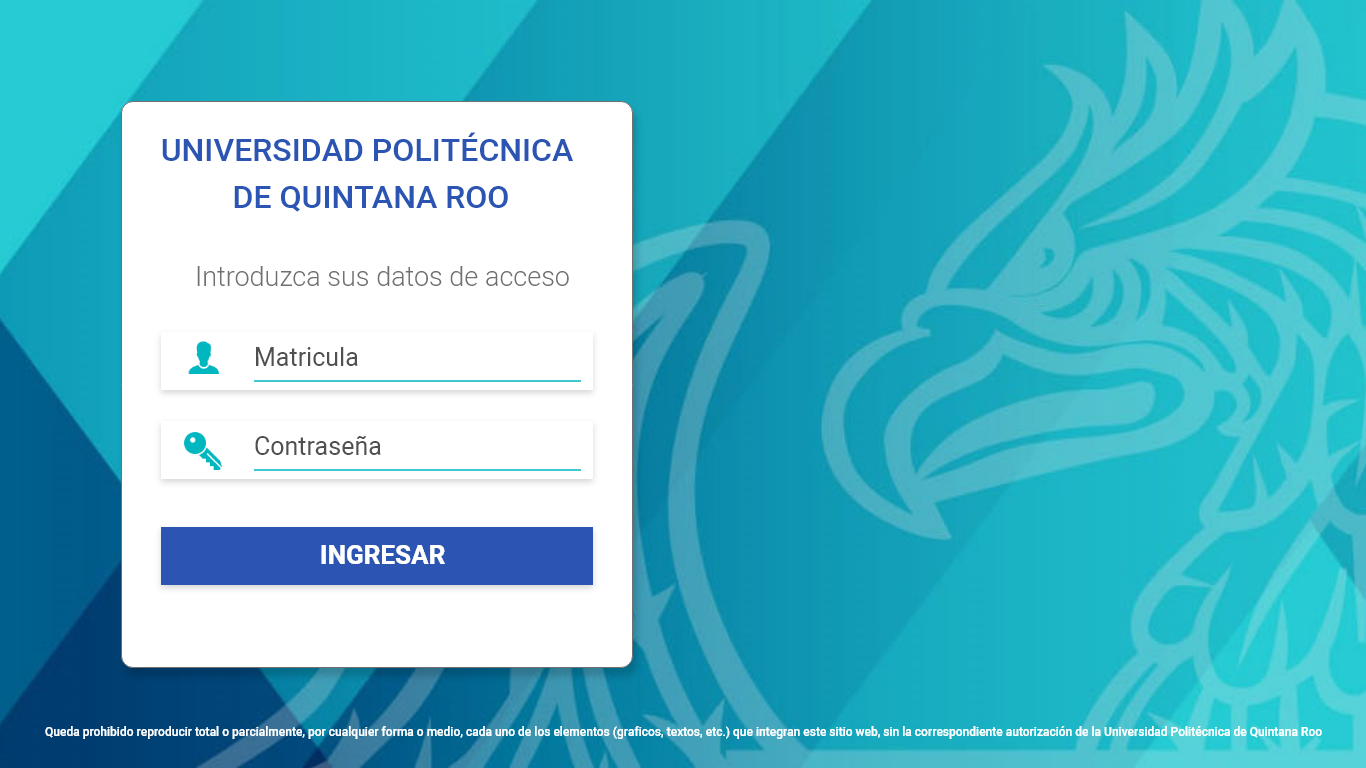 UNIVERSIDAD POLITÉCNICA
DE QUINTANA ROO
Introduzca sus datos de acceso
Matricula
Contraseña
INGRESAR
Queda prohibido reproducir total o parcialmente, por cualquier forma o medio, cada uno de los elementos (graficos, textos, etc.) que integran este sitio web, sin la correspondiente autorización de la Universidad Politécnica de Quintana Roo